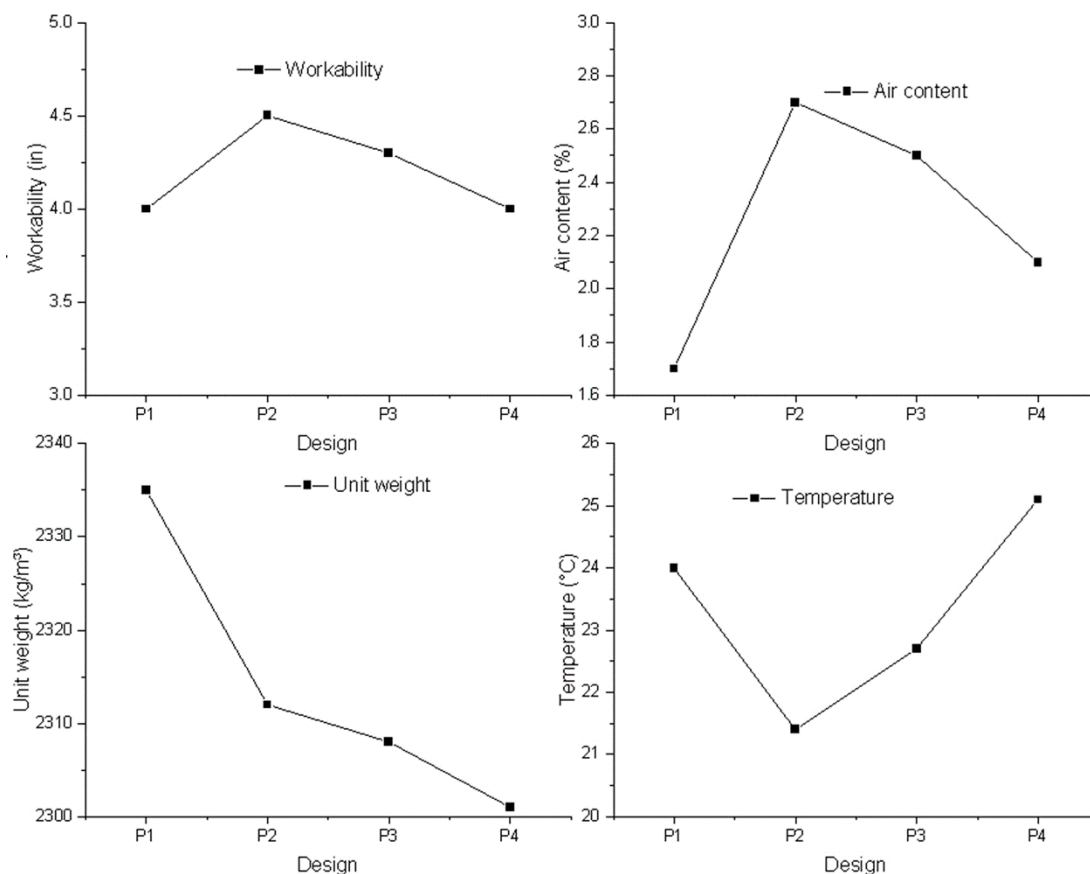 5.0
4.5
4.0
3.5
3.0
Workability (in)
Workability
P1 P2 P3 P4
Design
3.0
2.8
2.6
2.4
2.2
2.0
1.8
1.6
Air content (%)
Air content
P1 P2 P3 P4
Design
2340
2330
2320
2310
2300
Unit weight (kg/m³)
Unit weight
P1 P2 P3 P4
Design
26
25
24
23
22
21
20
Temperature (°C)
Temperature
P1 P2 P3 P4
Design